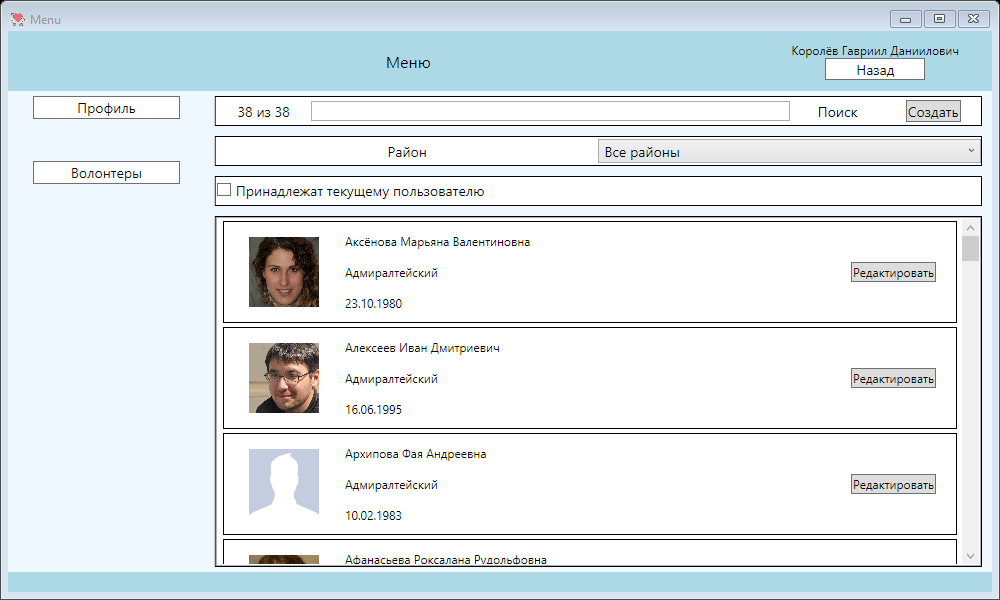 Menu
Меню
Королёв Гавриил Даниилович
Назад
Профиль
Волонтеры
38 из 38
Поиск
Создать
Район
Все районы
Принадлежат текущему пользователю
Аксёнова Марьяна Валентиновна
Адмиралтейский
23.10.1980
Редактировать
Алексеев Иван Дмитриевич
Адмиралтейский
16.06.1995
Редактировать
Архипова Фая Андреевна
Адмиралтейский
10.02.1983
Редактировать
Афанасьева Роксалана Рудольфовна